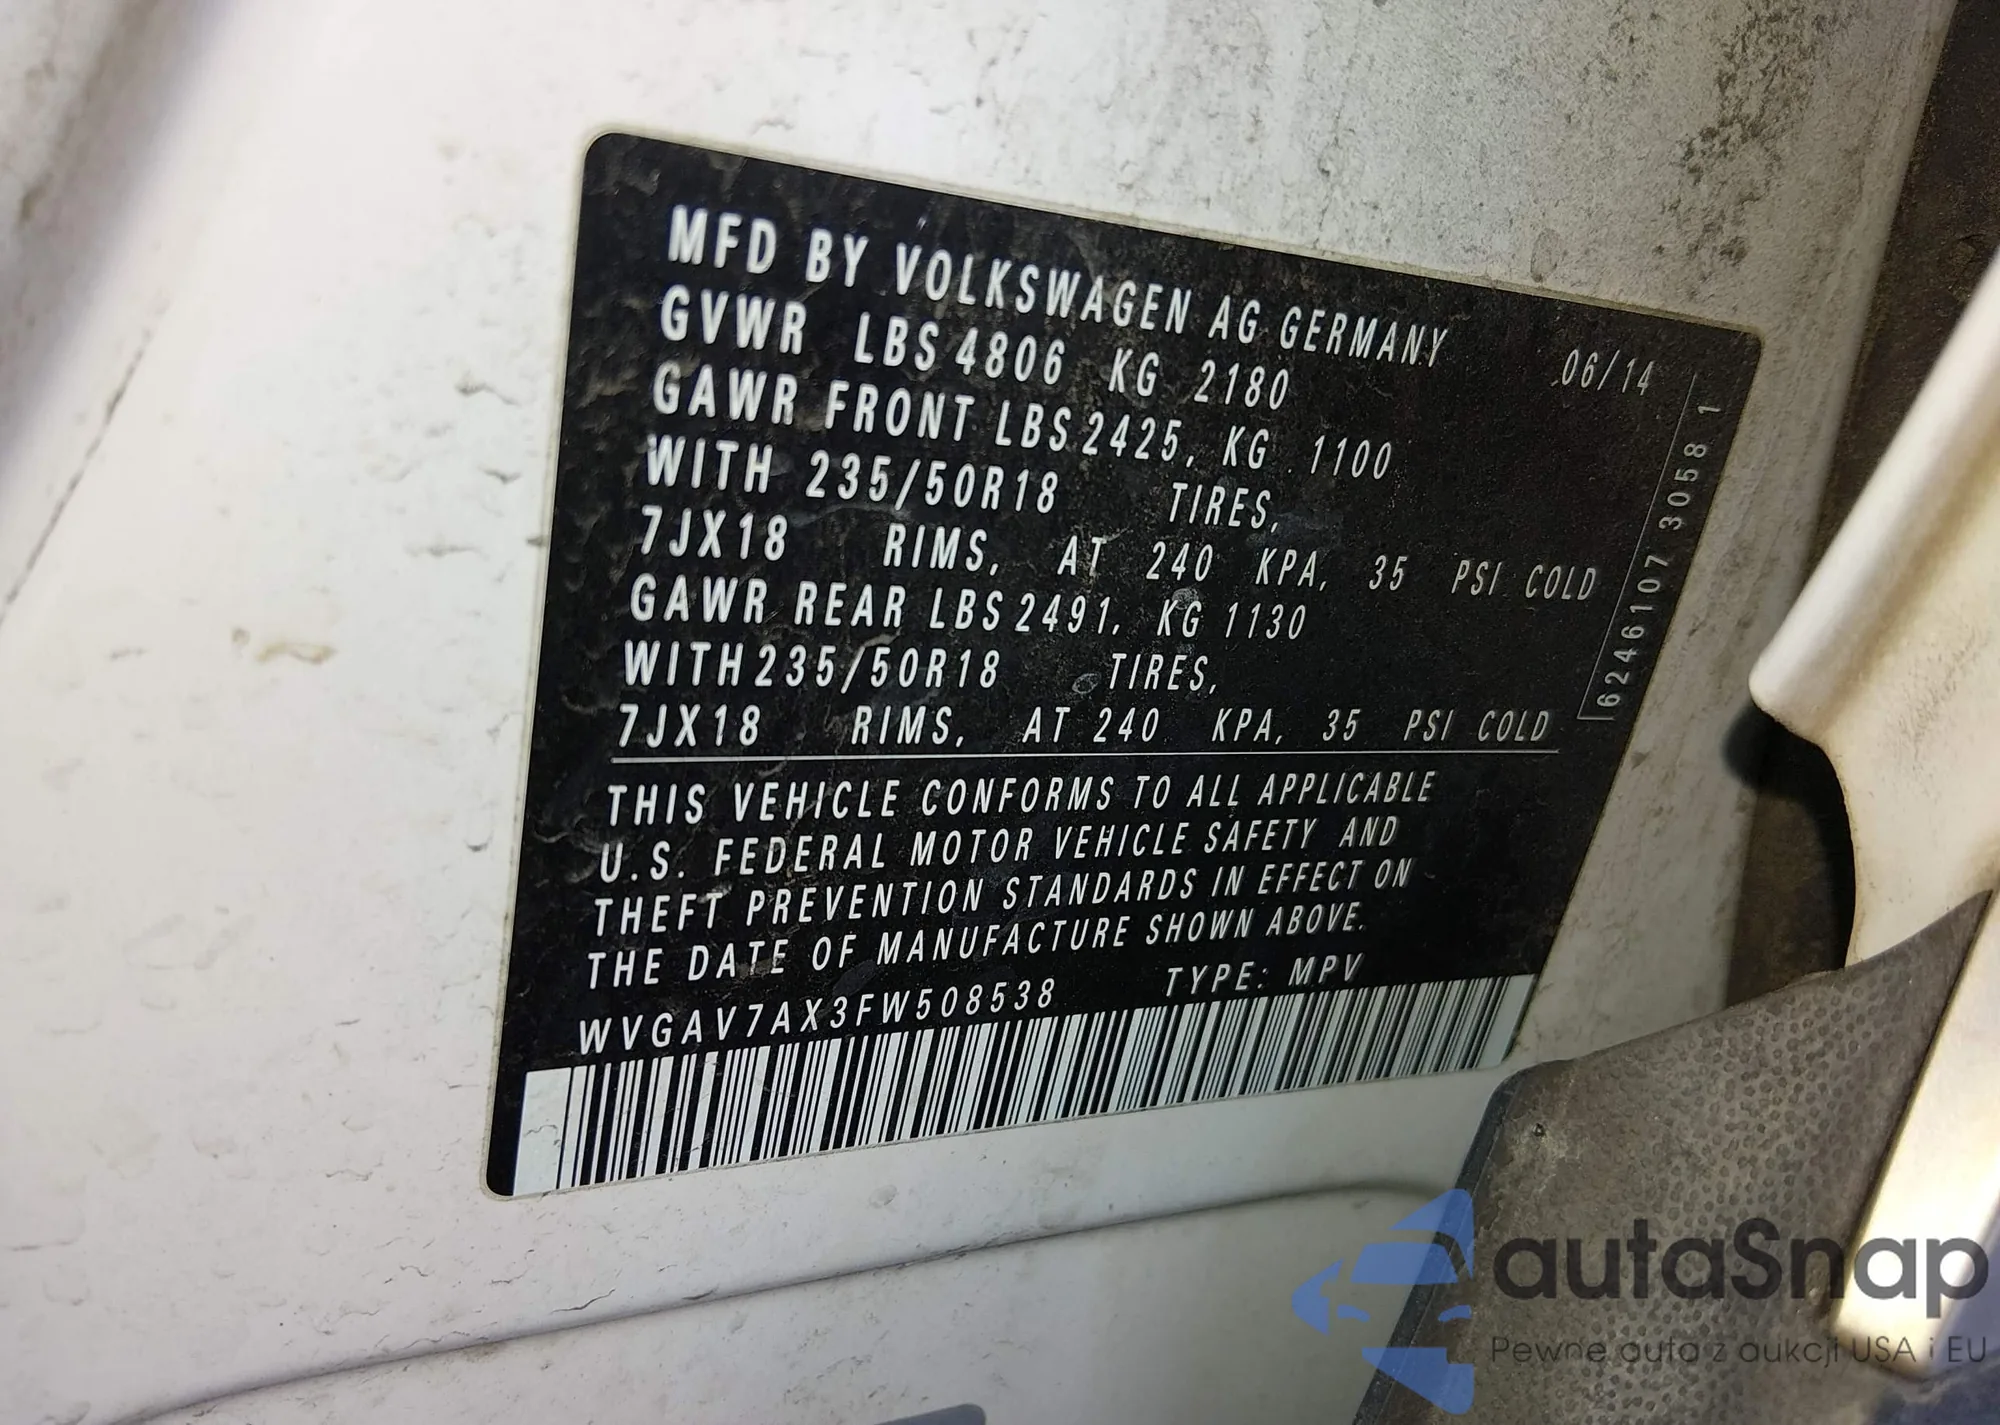 MFD BY VOLKSWAGEN AG GERMANY 06/14
GVWR LBS 4806 KG 2180
GAWR FRONT LBS 2425, KG 1100
WITH 235/50R18 TIRES,
7JX18 RIMS, AT 240 KPA, 35 PSI COLD
GAWR REAR LBS 2491, KG 1130
WITH 235/50R18 TIRES,
7JX18 RIMS, AT 240 KPA, 35 PSI COLD
6246107 3058 1
THIS VEHICLE CONFORMS TO ALL APPLICABLE
U.S. FEDERAL MOTOR VEHICLE SAFETY AND
THEFT PREVENTION STANDARDS IN EFFECT ON
THE DATE OF MANUFACTURE SHOWN ABOVE.
WVGAV7AX3FW508538 TYPE: MPV
autaSnap
Pewne auta z aukcji USA i EU